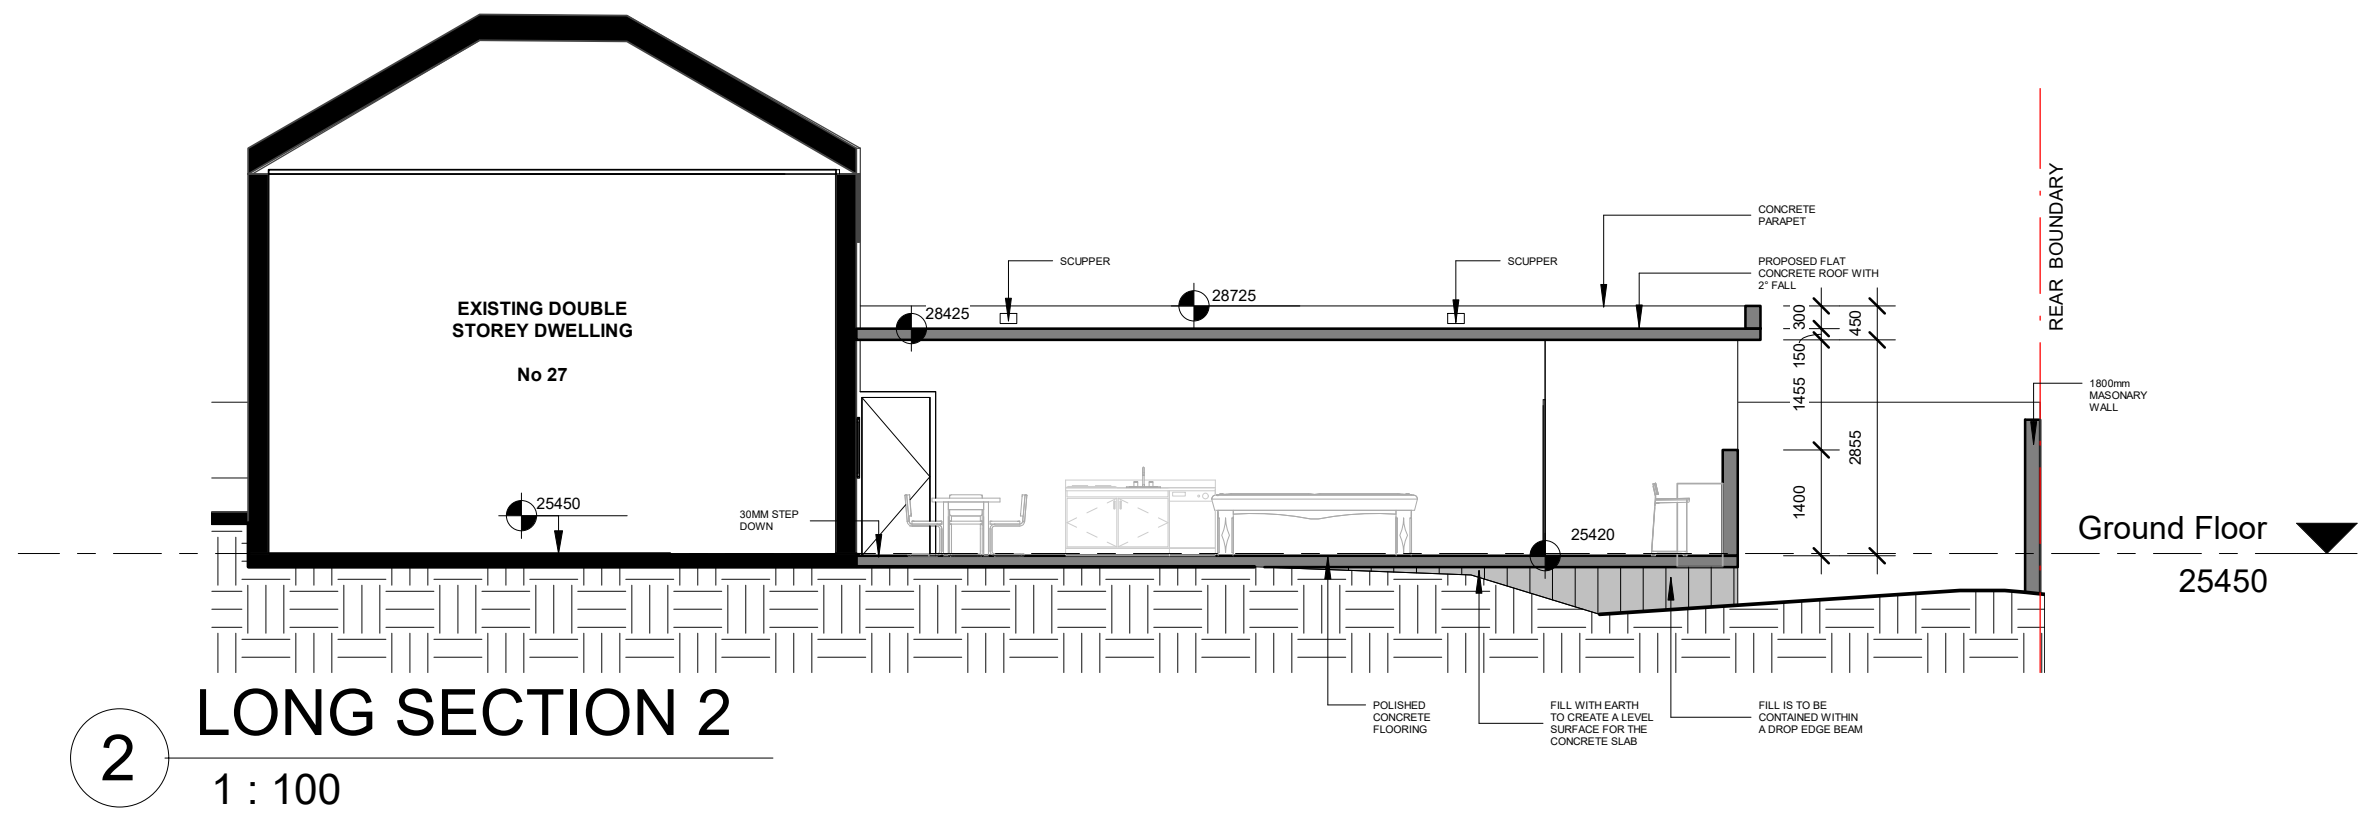 EXISTING DOUBLE
STOREY DWELLING
No 27
25450
30MM STEP
DOWN
28425
SCUPPER
28725
SCUPPER
CONCRETE
PARAPET
PROPOSED FLAT
CONCRETE ROOF WITH
2° FALL
300
450
150
1455
2855
1400
REAR BOUNDARY
1800mm
MASONARY
WALL
25420
Ground Floor
25450
POLISHED
CONCRETE
FLOORING
FILL WITH EARTH
TO CREATE A LEVEL
SURFACE FOR THE
CONCRETE SLAB
FILL IS TO BE
CONTAINED WITHIN
A DROP EDGE BEAM
2
LONG SECTION 2
1 : 100